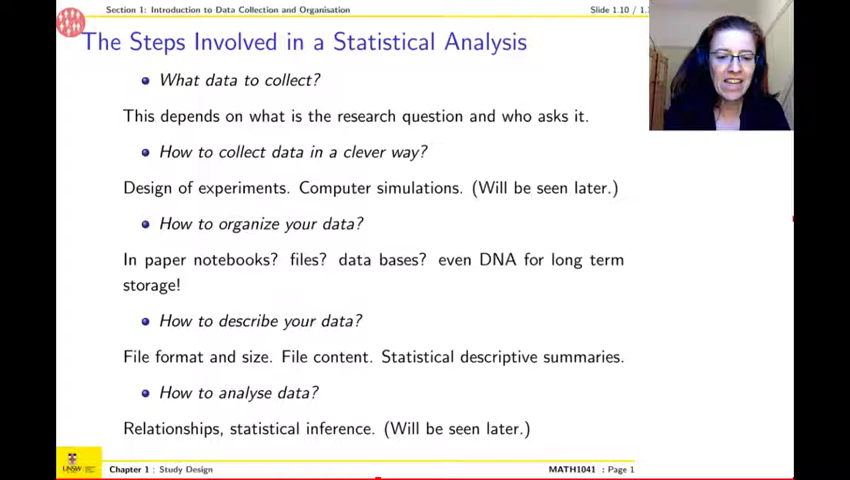 Section 1: Introduction to Data Collection and Organisation
Slide 1.10 / 1.
The Steps Involved in a Statistical Analysis
What data to collect?
This depends on what is the research question and who asks it.
How to collect data in a clever way?
Design of experiments. Computer simulations. (Will be seen later.)
How to organize your data?
In paper notebooks? files? data bases? even DNA for long term
storage!
How to describe your data?
File format and size. File content. Statistical descriptive summaries.
How to analyse data?
Relationships, statistical inference. (Will be seen later.)
UNSW
Chapter 1 : Study Design
MATH1041 : Page 1